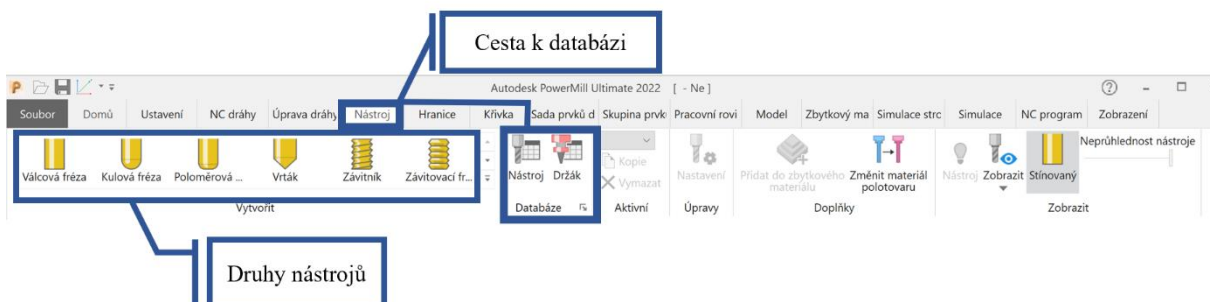 Cesta k databázi
Autodesk PowerMill Ultimate 2022 [ - Ne ]
Soubor Domů Ustavení NC dráhy Úprava dráhy Nástroj Hranice Křivka Sada prvků d Skupina prvk Pracovní rovi Model Zbytkový ma Simulace strc Simulace NC program Zobrazení
Válcová fréza Kulová fréza Poloměrová ... Vrták Závitník Závitovací fr...
Vytvořit
Nástroj Držák
Databáze
Kopie
Vymazat
Aktivní
Nastavení
Úpravy
Přidat do zbytkového materiálu
Změnit materiál polotovaru
Doplňky
Nástroj Zobrazit Stínovaný
Neprůhlednost nástroje
Zobrazit
Druhy nástrojů